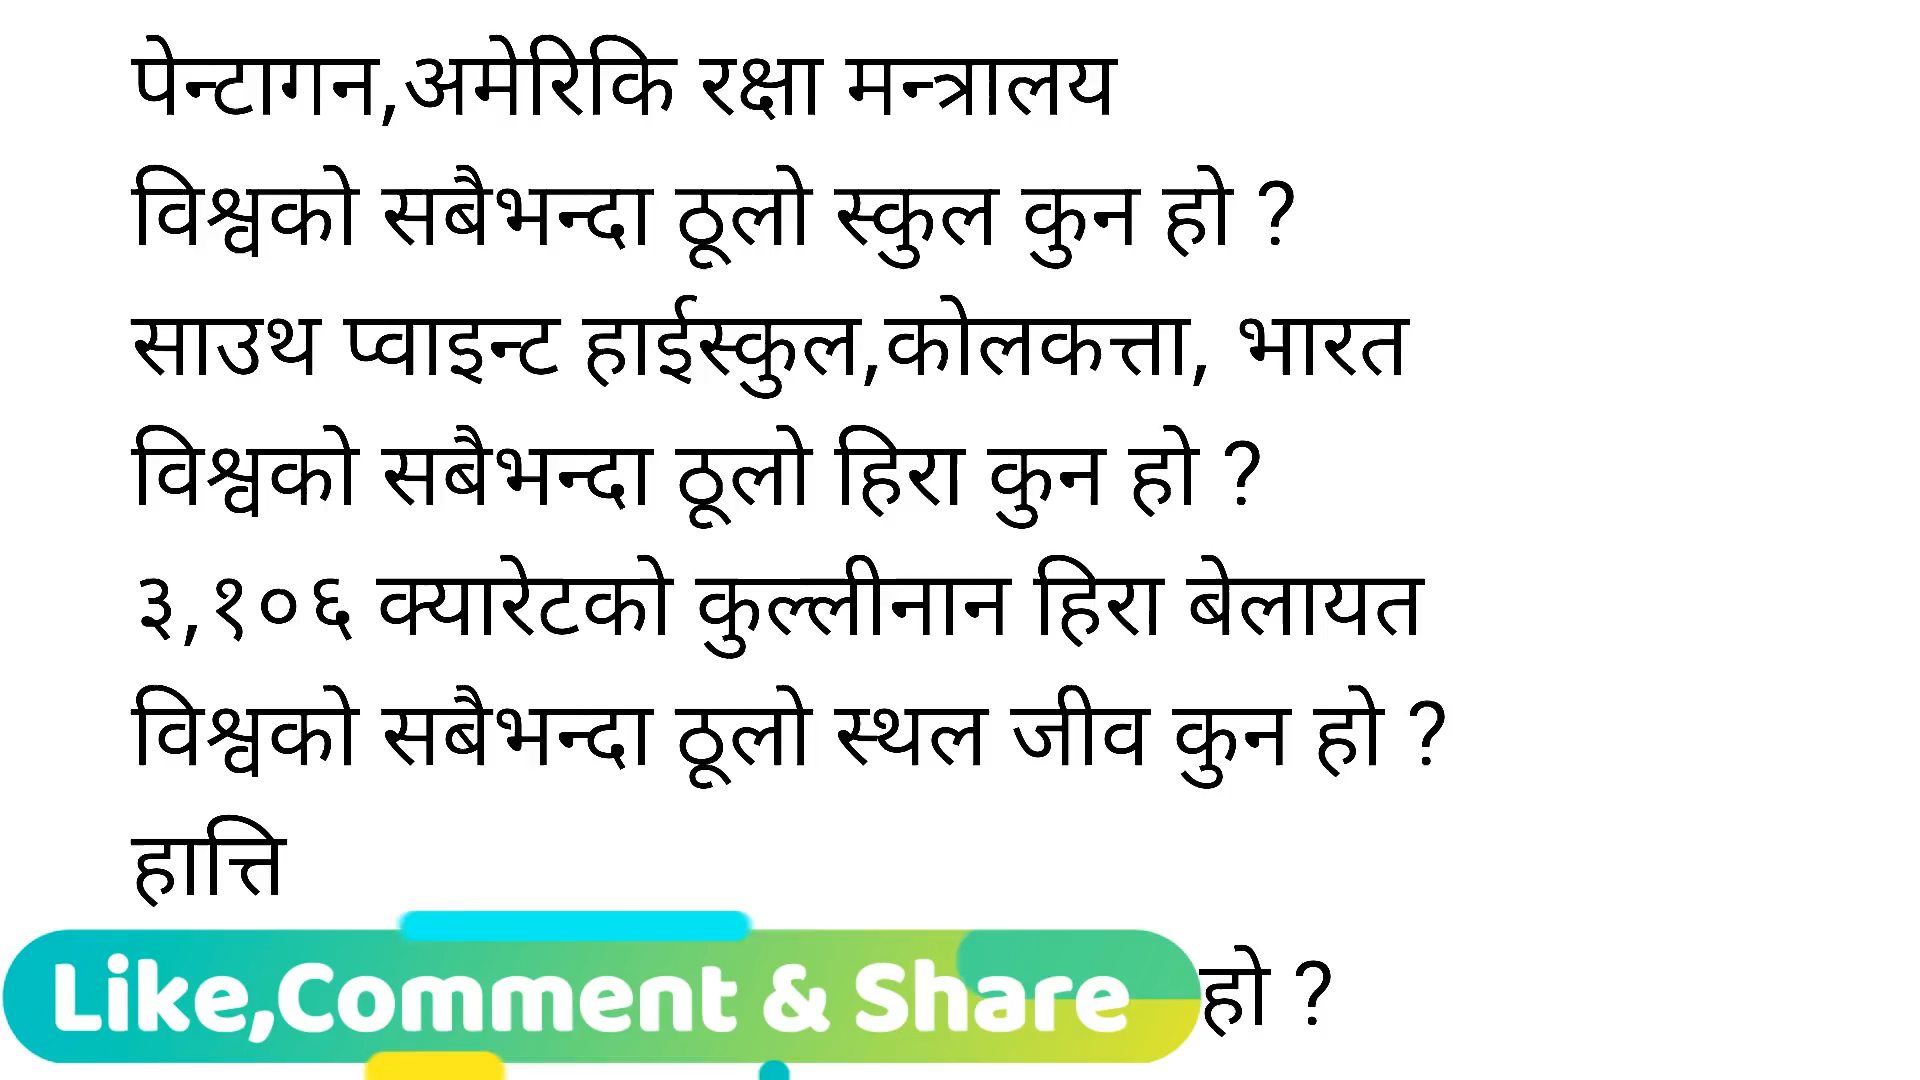 पेन्टागन,अमेरिकि रक्षा मन्त्रालय
विश्वको सबैभन्दा ठूलो स्कुल कुन हो ?
साउथ प्वाइन्ट हाईस्कुल,कोलकत्ता, भारत
विश्वको सबैभन्दा ठूलो हिरा कुन हो ?
३,१०६ क्यारेटको कुल्लीनान हिरा बेलायत
विश्वको सबैभन्दा ठूलो स्थल जीव कुन हो ?
हात्ति
Like,Comment & Share हो ?